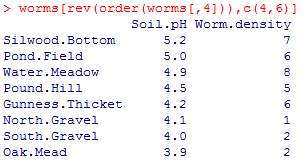 > worms[rev(order(worms[,4])),c(4,6)]
Soil.pH Worm.density
Silwood.Bottom 5.2 7
Pond.Field 5.0 6
Water.Meadow 4.9 8
Pound.Hill 4.5 5
Gunness.Thicket 4.2 6
North.Gravel 4.1 1
South.Gravel 4.0 2
Oak.Mead 3.9 2